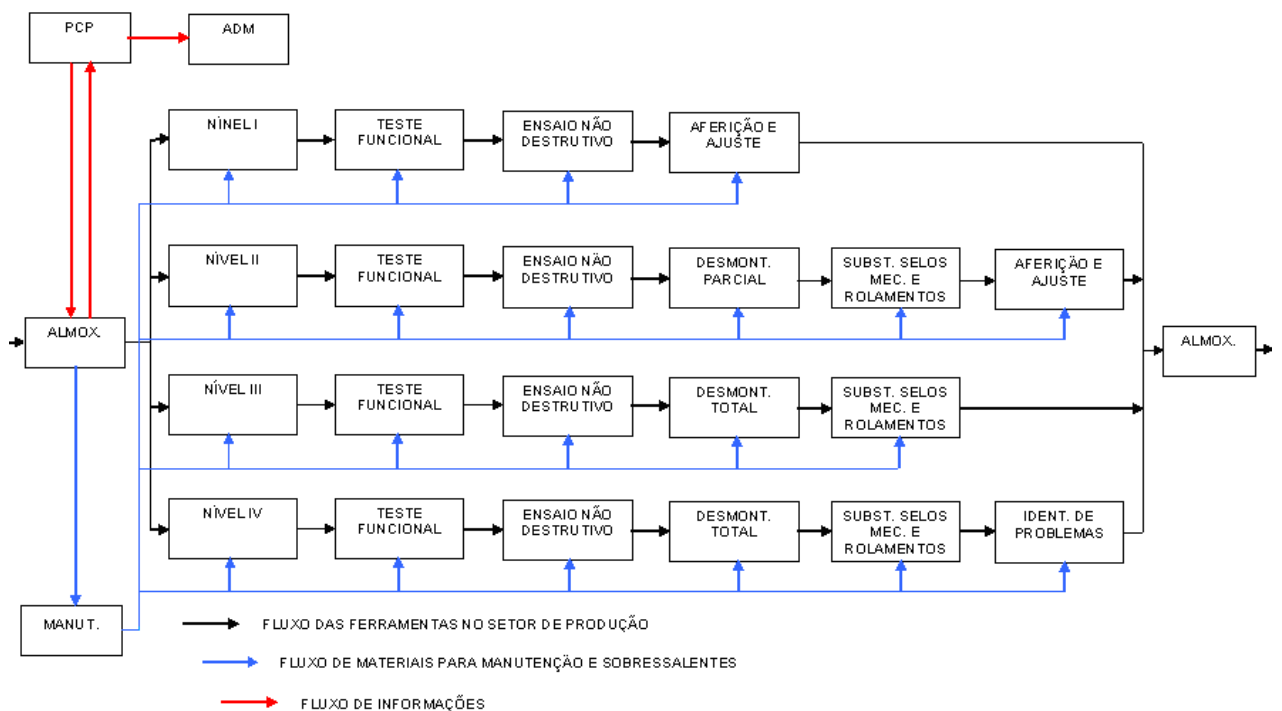 PCP
ADM
NÍNEL I
TESTE
FUNCIONAL
ENSAIO NÃO
DESTRUTIVO
AFERIÇÃO E
AJUSTE
NÍVEL II
TESTE
FUNCIONAL
ENSAIO NÃO
DESTRUTIVO
DESMONT.
PARCIAL
SUBST. SELOS
MEC. E
ROLAMENTOS
AFERIÇÃO E
AJUSTE
ALMOX.
ALMOX.
NÍVEL III
TESTE
FUNCIONAL
ENSAIO NÃO
DESTRUTIVO
DESMONT.
TOTAL
SUBST. SELOS
MEC. E
ROLAMENTOS
NÍVEL IV
TESTE
FUNCIONAL
ENSAIO NÃO
DESTRUTIVO
DESMONT.
TOTAL
SUBST. SELOS
MEC. E
ROLAMENTOS
IDENT. DE
PROBLEMAS
MANUT.
FLUXO DAS FERRAMENTAS NO SETOR DE PRODUÇÃO
FLUXO DE MATERIAIS PARA MANUTENÇÃO E SOBRESSALENTES
FLUXO DE INFORMAÇÕES